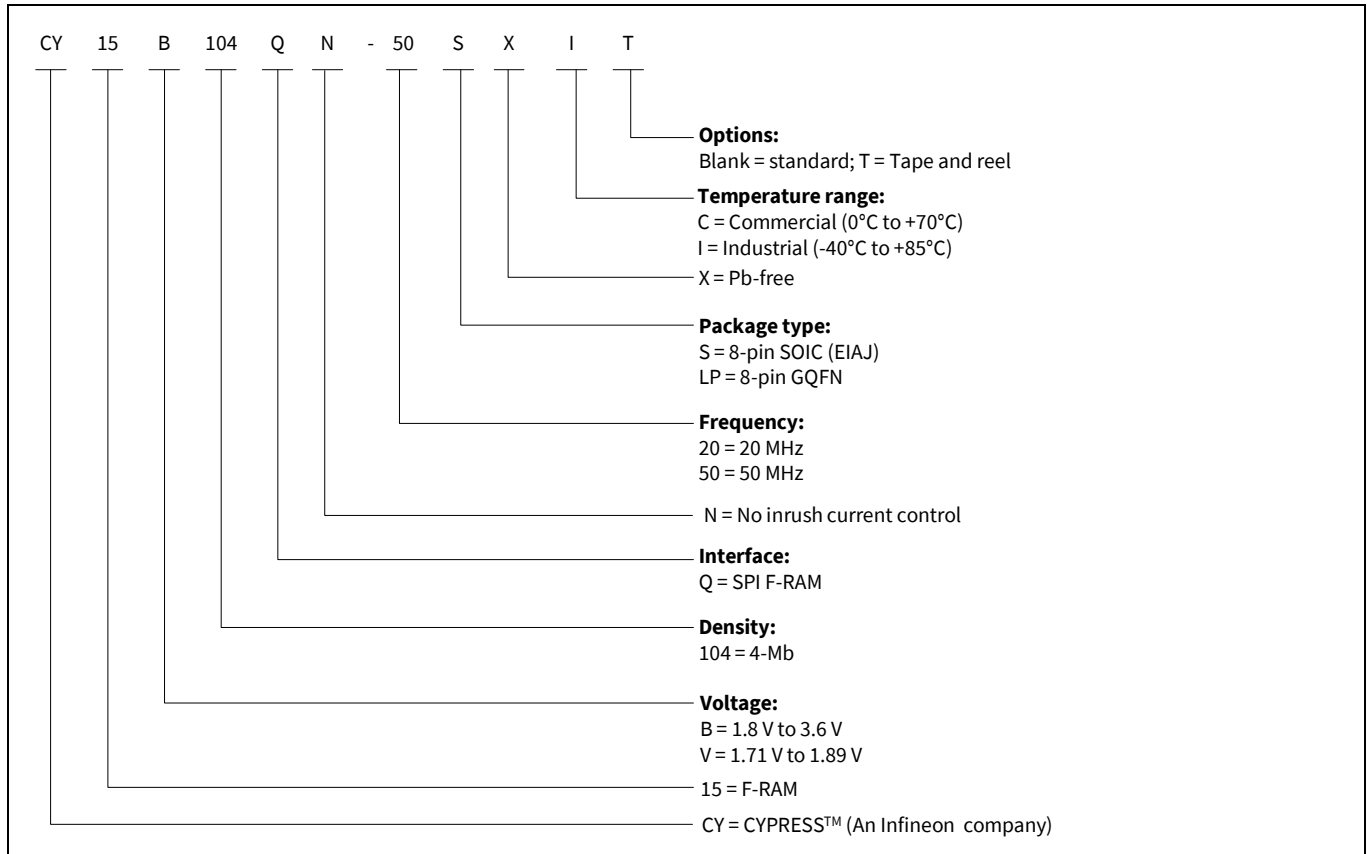 CY 15 B 104 Q N - 50 S X I T
Options:
Blank = standard; T = Tape and reel
Temperature range:
C = Commercial (0°C to +70°C)
I = Industrial (-40°C to +85°C)
X = Pb-free
Package type:
S = 8-pin SOIC (EIAJ)
LP = 8-pin GQFN
Frequency:
20 = 20 MHz
50 = 50 MHz
N = No inrush current control
Interface:
Q = SPI F-RAM
Density:
104 = 4-Mb
Voltage:
B = 1.8 V to 3.6 V
V = 1.71 V to 1.89 V
15 = F-RAM
CY = CYPRESS™ (An Infineon company)